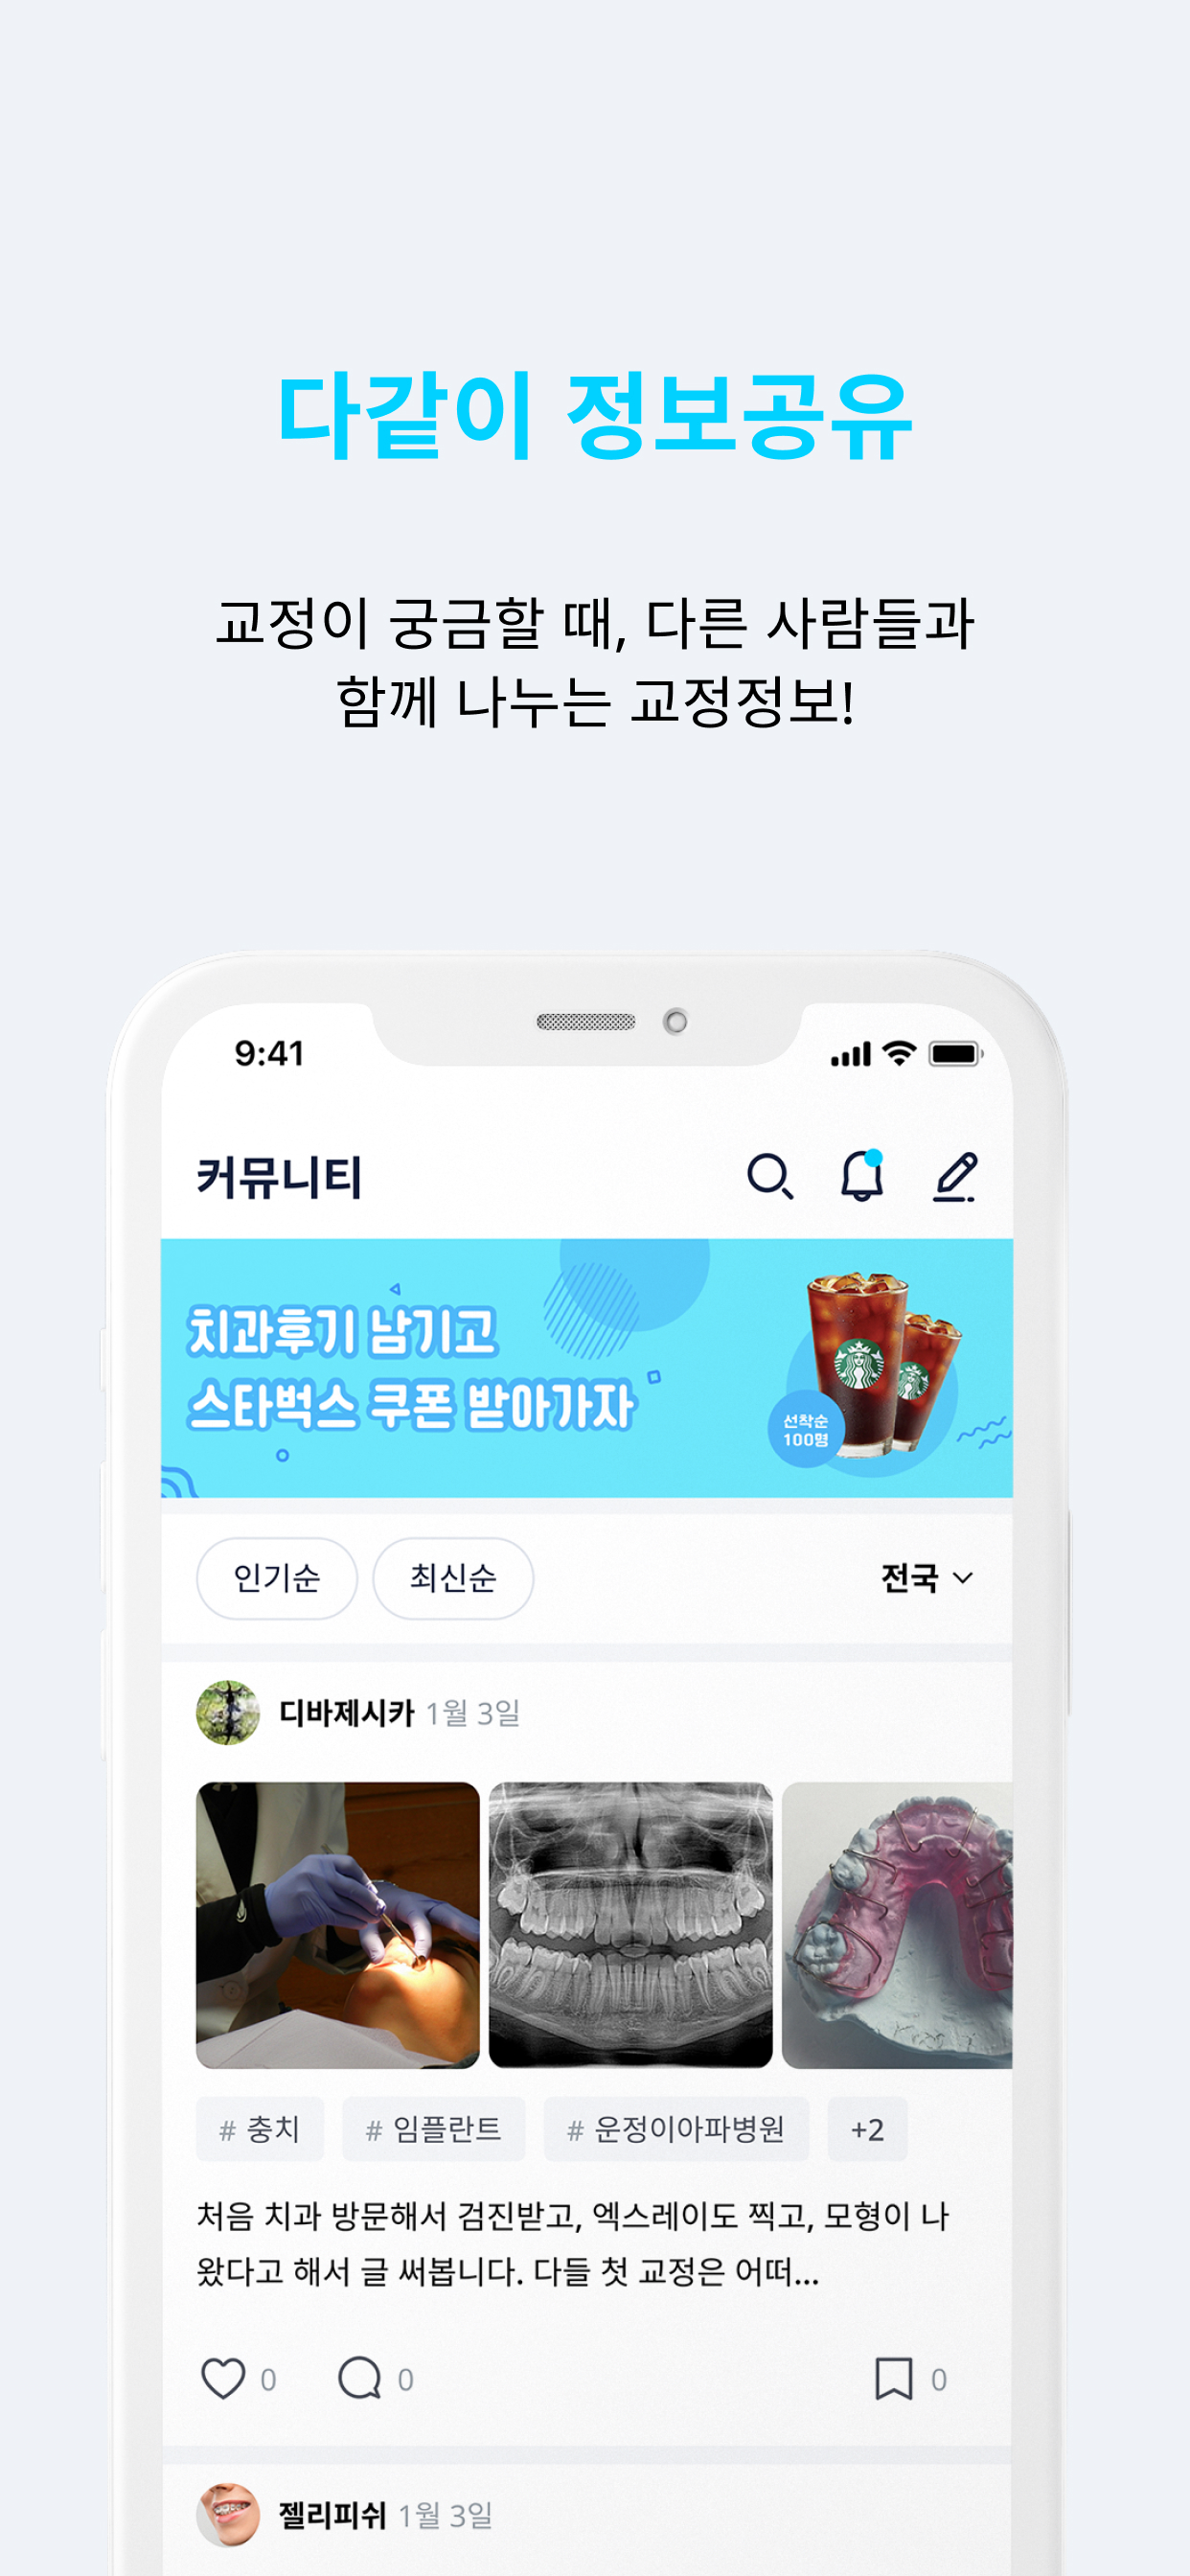 다같이 정보공유
교정이 궁금할 때, 다른 사람들과
함께 나누는 교정정보!
9:41
커뮤니티
치과후기 남기고
스타벅스 쿠폰 받아가자
선착순
100명
인기순 최신순 전국
디바제시카 1월 3일
# 충치 # 임플란트 # 운정이아파병원 +2
처음 치과 방문해서 검진받고, 엑스레이도 찍고, 모형이 나
왔다고 해서 글 써봅니다. 다들 첫 교정은 어떠...
0 0 0
젤리피쉬 1월 3일